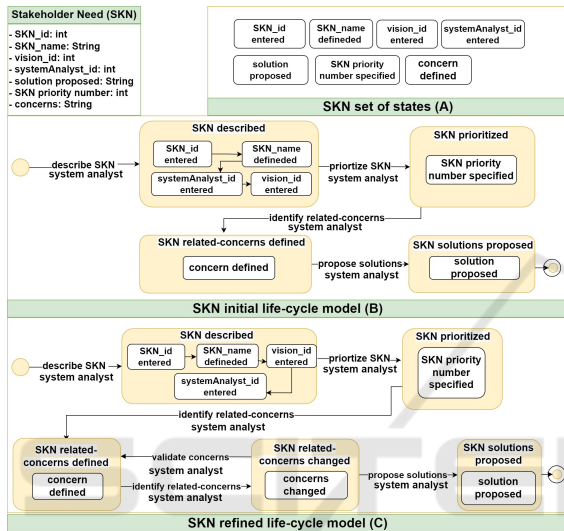 Stakeholder Need (SKN)
- SKN_id: int
- SKN_name: String
- vision_id: int
- systemAnalyst_id: int
- solution proposed: String
- SKN priority number: int
- concerns: String
SKN_id
entered
SKN_name
defineded
vision_id
entered
systemAnalyst_id
entered
solution
proposed
SKN priority
number specified
concern
defined
SKN set of states (A)
describe SKN
system analyst
SKN described
SKN_id
entered
SKN_name
defineded
systemAnalyst_id
entered
vision_id
entered
priortize SKN
system analyst
SKN prioritized
SKN priority
number specified
identify related-concerns
system analyst
SKN related-concerns defined
concern defined
propose solutions
system analyst
SKN solutions proposed
solution
proposed
SKN initial life-cycle model (B)
describe SKN
system analyst
SKN described
SKN_id
entered
SKN_name
defineded
vision_id
entered
systemAnalyst_id
entered
priortize SKN
system analyst
SKN prioritized
SKN priority
number
specified
identify related-concerns
system analyst
SKN related-
concerns defined
concern
defined
validate concerns
system analyst
identify related-concerns
system analyst
SKN related-
concerns changed
concerns
changed
propose solutions
system analyst
SKN solutions
proposed
solution
proposed
SKN refined life-cycle model (C)